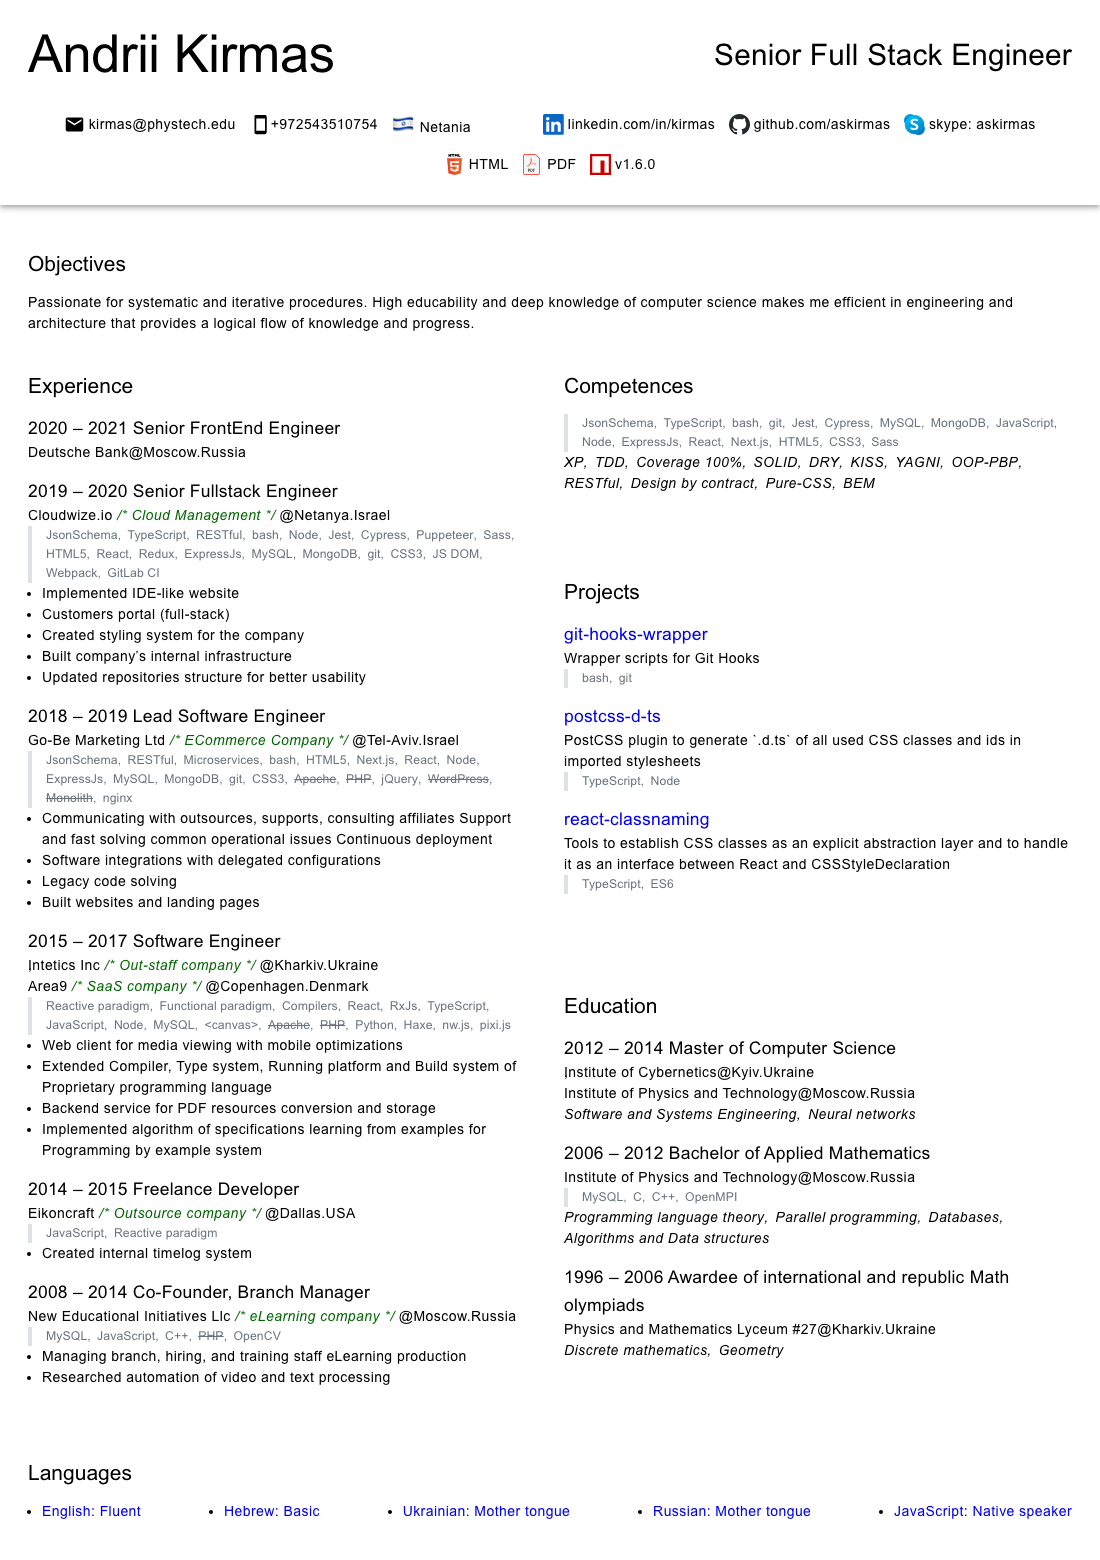 Andrii Kirmas
Senior Full Stack Engineer
kirmas@phystech.edu +972543510754 Netania linkedin.com/in/kirmas github.com/askirmas skype: askirmas
HTML PDF v1.6.0
Objectives
Passionate for systematic and iterative procedures. High educability and deep knowledge of computer science makes me efficient in engineering and
architecture that provides a logical flow of knowledge and progress.
Experience
2020 – 2021 Senior FrontEnd Engineer
Deutsche Bank@Moscow.Russia
2019 – 2020 Senior Fullstack Engineer
Cloudwize.io /* Cloud Management */ @Netanya.Israel
JsonSchema, TypeScript, RESTful, bash, Node, Jest, Cypress, Puppeteer, Sass,
HTML5, React, Redux, ExpressJs, MySQL, MongoDB, git, CSS3, JS DOM,
Webpack, GitLab CI
• Implemented IDE-like website
• Customers portal (full-stack)
• Created styling system for the company
• Built company's internal infrastructure
• Updated repositories structure for better usability
2018 – 2019 Lead Software Engineer
Go-Be Marketing Ltd /* ECommerce Company */ @Tel-Aviv.Israel
JsonSchema, RESTful, Microservices, bash, HTML5, Next.js, React, Node,
ExpressJs, MySQL, MongoDB, git, CSS3, Apache, PHP, jQuery, WordPress,
Monolith, nginx
• Communicating with outsources, supports, consulting affiliates Support
and fast solving common operational issues Continuous deployment
• Software integrations with delegated configurations
• Legacy code solving
• Built websites and landing pages
2015 – 2017 Software Engineer
Intetics Inc /* Out-staff company */ @Kharkiv.Ukraine
Area9 /* SaaS company */ @Copenhagen.Denmark
Reactive paradigm, Functional paradigm, Compilers, React, RxJs, TypeScript,
JavaScript, Node, MySQL, <canvas>, Apache, PHP, Python, Haxe, nw.js, pixi.js
• Web client for media viewing with mobile optimizations
• Extended Compiler, Type system, Running platform and Build system of
Proprietary programming language
• Backend service for PDF resources conversion and storage
• Implemented algorithm of specifications learning from examples for
Programming by example system
2014 – 2015 Freelance Developer
Eikoncraft /* Outsource company */ @Dallas.USA
JavaScript, Reactive paradigm
• Created internal timelog system
2008 – 2014 Co-Founder, Branch Manager
New Educational Initiatives Llc /* eLearning company */ @Moscow.Russia
MySQL, JavaScript, C++, PHP, OpenCV
• Managing branch, hiring, and training staff eLearning production
• Researched automation of video and text processing
Competences
JsonSchema, TypeScript, bash, git, Jest, Cypress, MySQL, MongoDB, JavaScript,
Node, ExpressJs, React, Next.js, HTML5, CSS3, Sass
XP, TDD, Coverage 100%, SOLID, DRY, KISS, YAGNI, OOP-PBP,
RESTful, Design by contract, Pure-CSS, BEM
Projects
git-hooks-wrapper
Wrapper scripts for Git Hooks
bash, git
postcss-d-ts
PostCSS plugin to generate `.d.ts` of all used CSS classes and ids in
imported stylesheets
TypeScript, Node
react-classnaming
Tools to establish CSS classes as an explicit abstraction layer and to handle
it as an interface between React and CSSStyleDeclaration
TypeScript, ES6
Education
2012 – 2014 Master of Computer Science
Institute of Cybernetics@Kyiv.Ukraine
Institute of Physics and Technology@Moscow.Russia
Software and Systems Engineering, Neural networks
2006 – 2012 Bachelor of Applied Mathematics
Institute of Physics and Technology@Moscow.Russia
MySQL, C, C++, OpenMPI
Programming language theory, Parallel programming, Databases,
Algorithms and Data structures
1996 – 2006 Awardee of international and republic Math
olympiads
Physics and Mathematics Lyceum #27@Kharkiv.Ukraine
Discrete mathematics, Geometry
Languages
• English: Fluent • Hebrew: Basic • Ukrainian: Mother tongue • Russian: Mother tongue • JavaScript: Native speaker